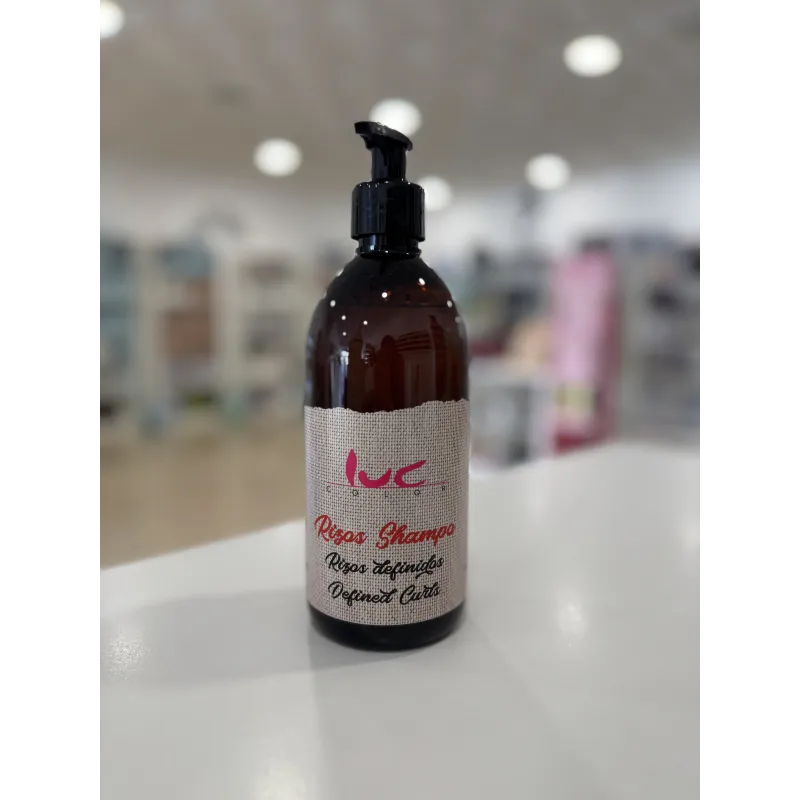 luc
COLOR
Rizos Shampo
Rizos definidos
Defined Curls